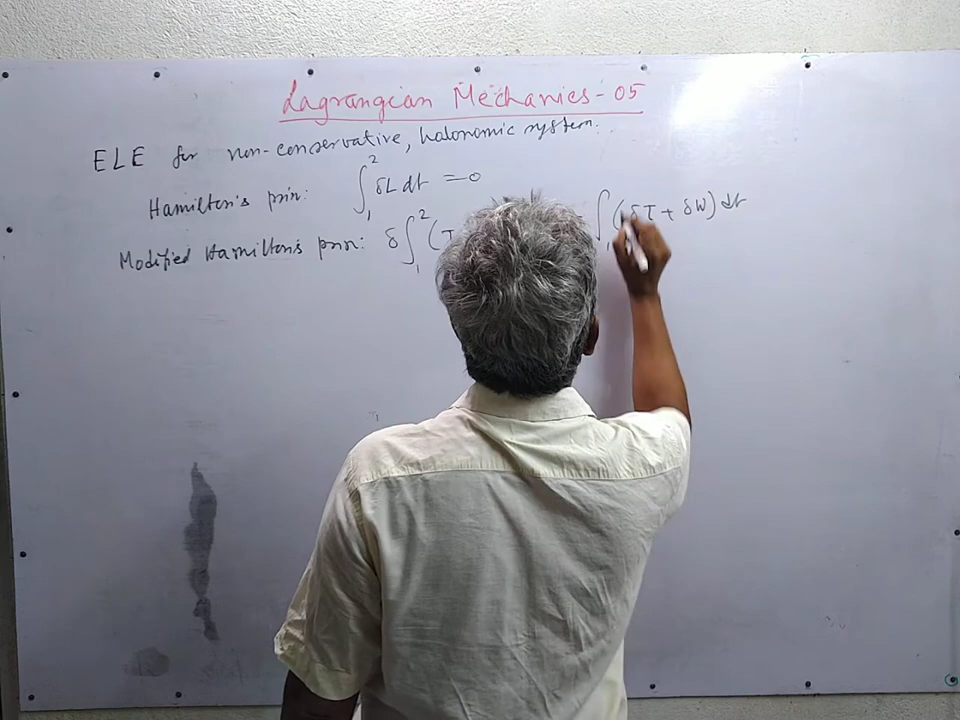 Lagrangian Mechanics - 05
ELE for non-conservative, holonomic system.
Hamilton's prin: ∫₁² δL dt = 0
Modified Hamilton's prin: δ∫₁² (T ∫ (δT + δW) dt